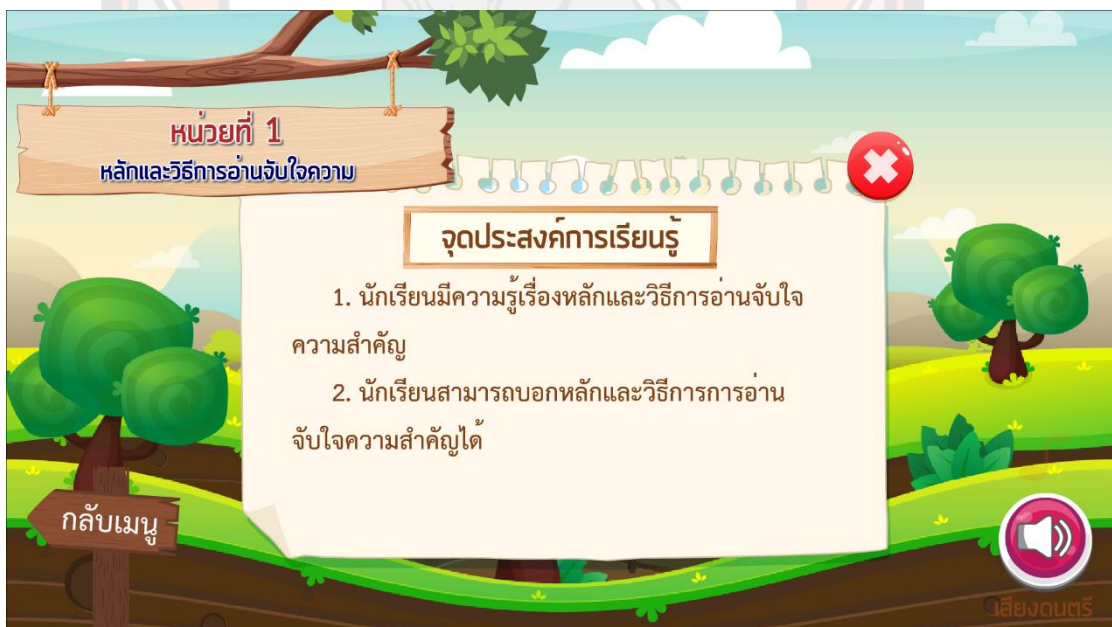 หน่วยที่ 1
หลักและวิธีการอ่านจับใจความ
จุดประสงค์การเรียนรู้
1. นักเรียนมีความรู้เรื่องหลักและวิธีการอ่านจับใจ
ความสำคัญ
2. นักเรียนสามารถบอกหลักและวิธีการการอ่าน
จับใจความสำคัญได้
กลับเมนู
เสียงดนตรี